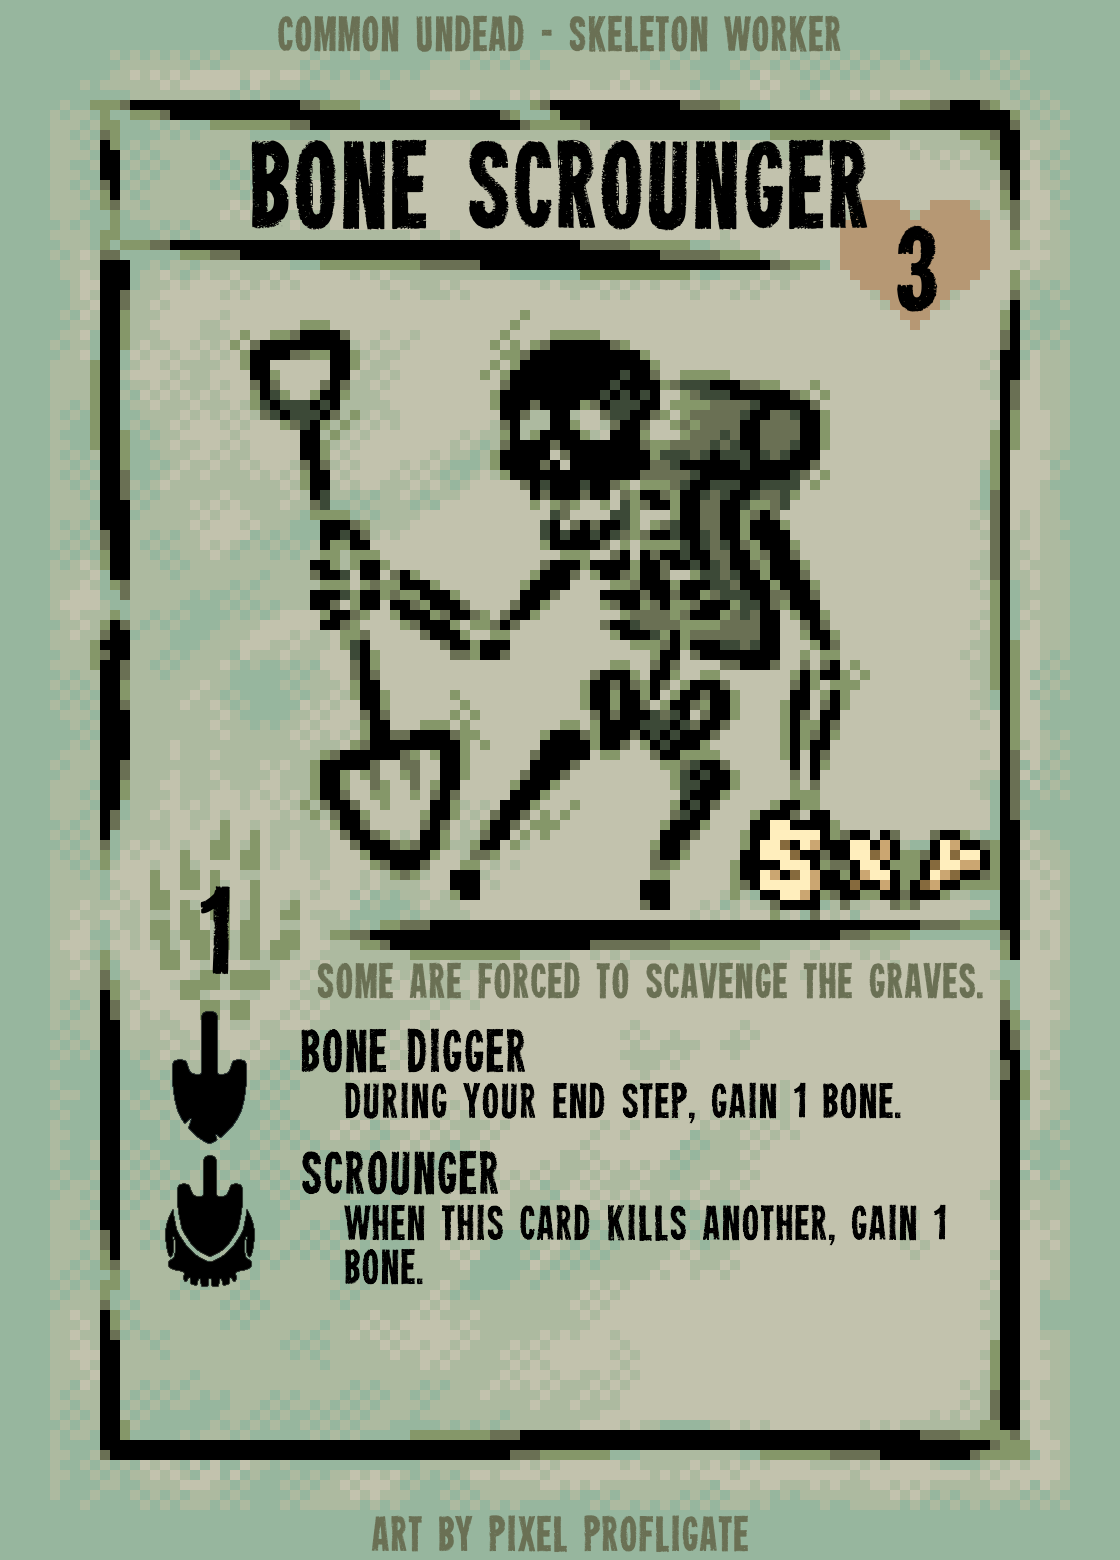 COMMON UNDEAD - SKELETON WORKER
BONE SCROUNGER
3
1
SOME ARE FORCED TO SCAVENGE THE GRAVES.
BONE DIGGER
DURING YOUR END STEP, GAIN 1 BONE.
SCROUNGER
WHEN THIS CARD KILLS ANOTHER, GAIN 1
BONE.
ART BY PIXEL PROFLIGATE